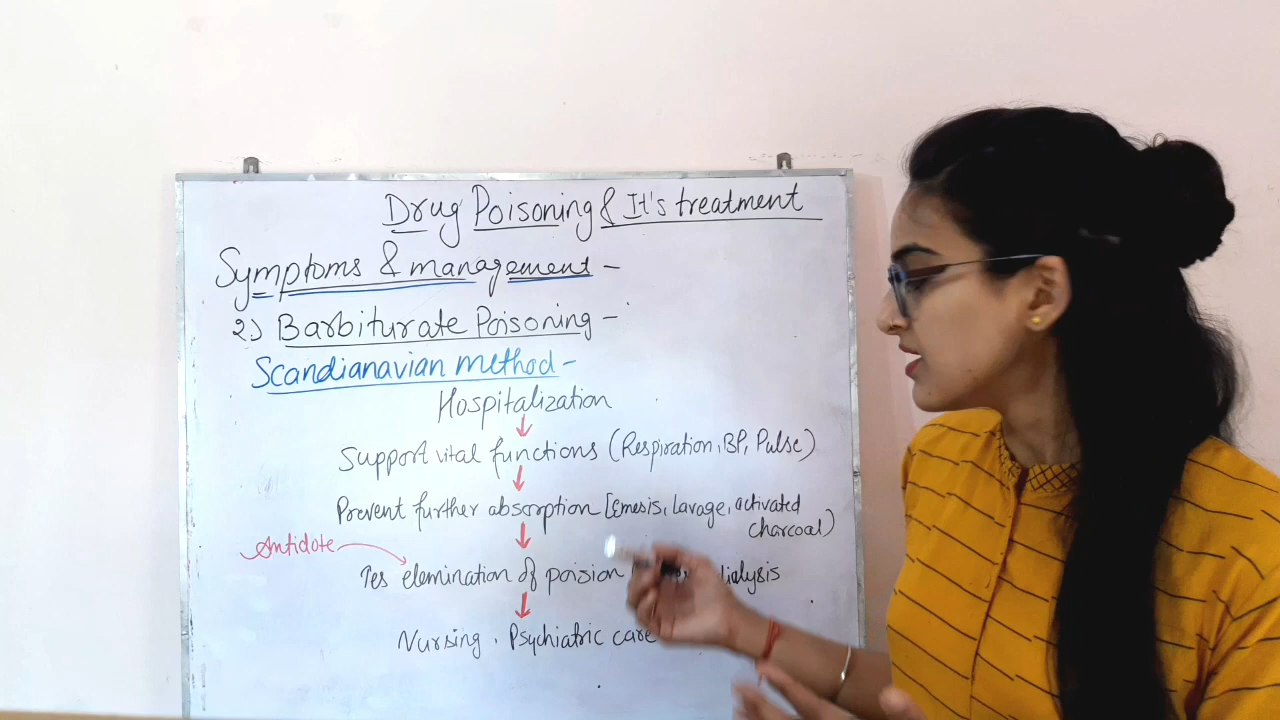 Drug Poisoning & It's treatment
Symptoms & management -
2.) Barbiturate Poisoning -
Scandianavian method -
Hospitalization
↓
Support vital functions (Respiration, BP, Pulse)
↓
Prevent further absorption [Emesis, lavage, activated
charcoal)
↓
Antidote
elemination of poision dialysis
↓
Nursing. Psychiatric care